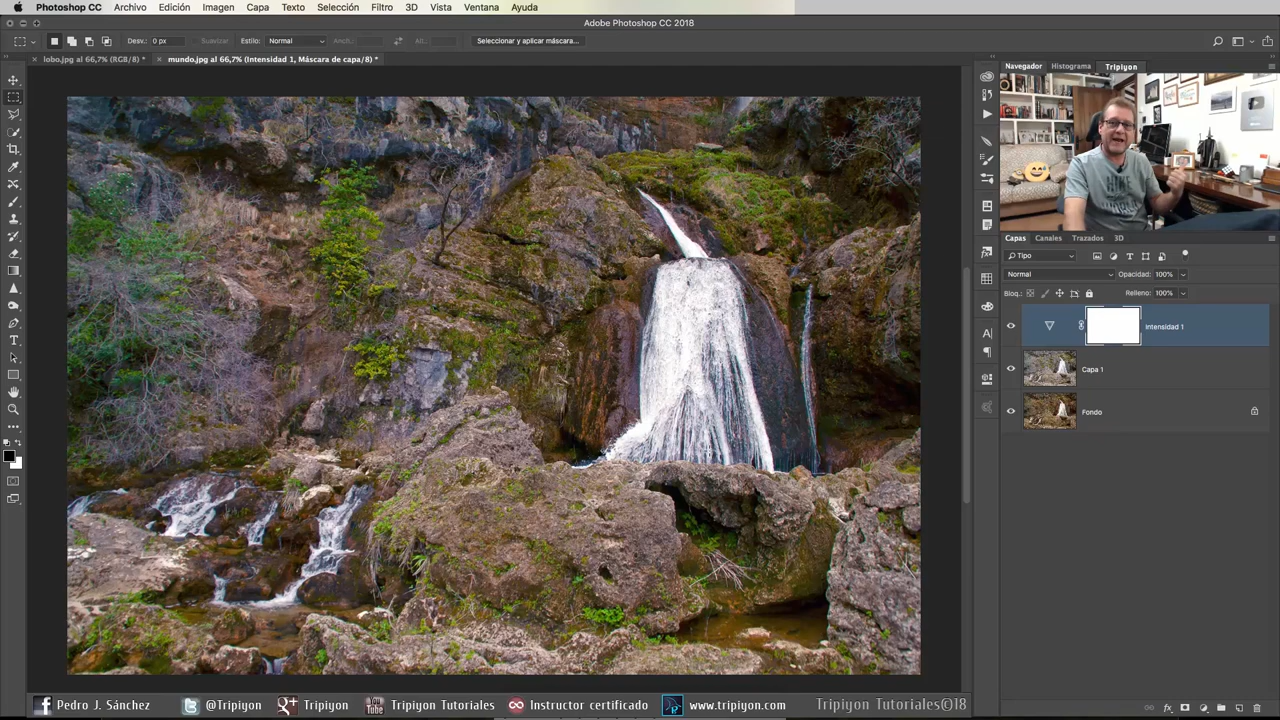 Photoshop CC Archivo Edición Imagen Capa Texto Selección Filtro 3D Vista Ventana Ayuda
Adobe Photoshop CC 2018
Desv.: 0 px Suavizar Estilo: Normal Anch.: Alt.: Seleccionar y aplicar máscara...
lobo.jpg al 66,7% (RGB/8) * mundo.jpg al 66,7% (Intensidad 1, Máscara de capa/8) *
Navegador Histograma Tripiyon
Capas Canales Trazados 3D
Tipo
Normal Opacidad: 100%
Bloq.: Relleno: 100%
Intensidad 1
Capa 1
Fondo
Pedro J. Sánchez @Tripiyon Tripiyon Tripiyon Tutoriales Instructor certificado www.tripiyon.com Tripiyon Tutoriales©18